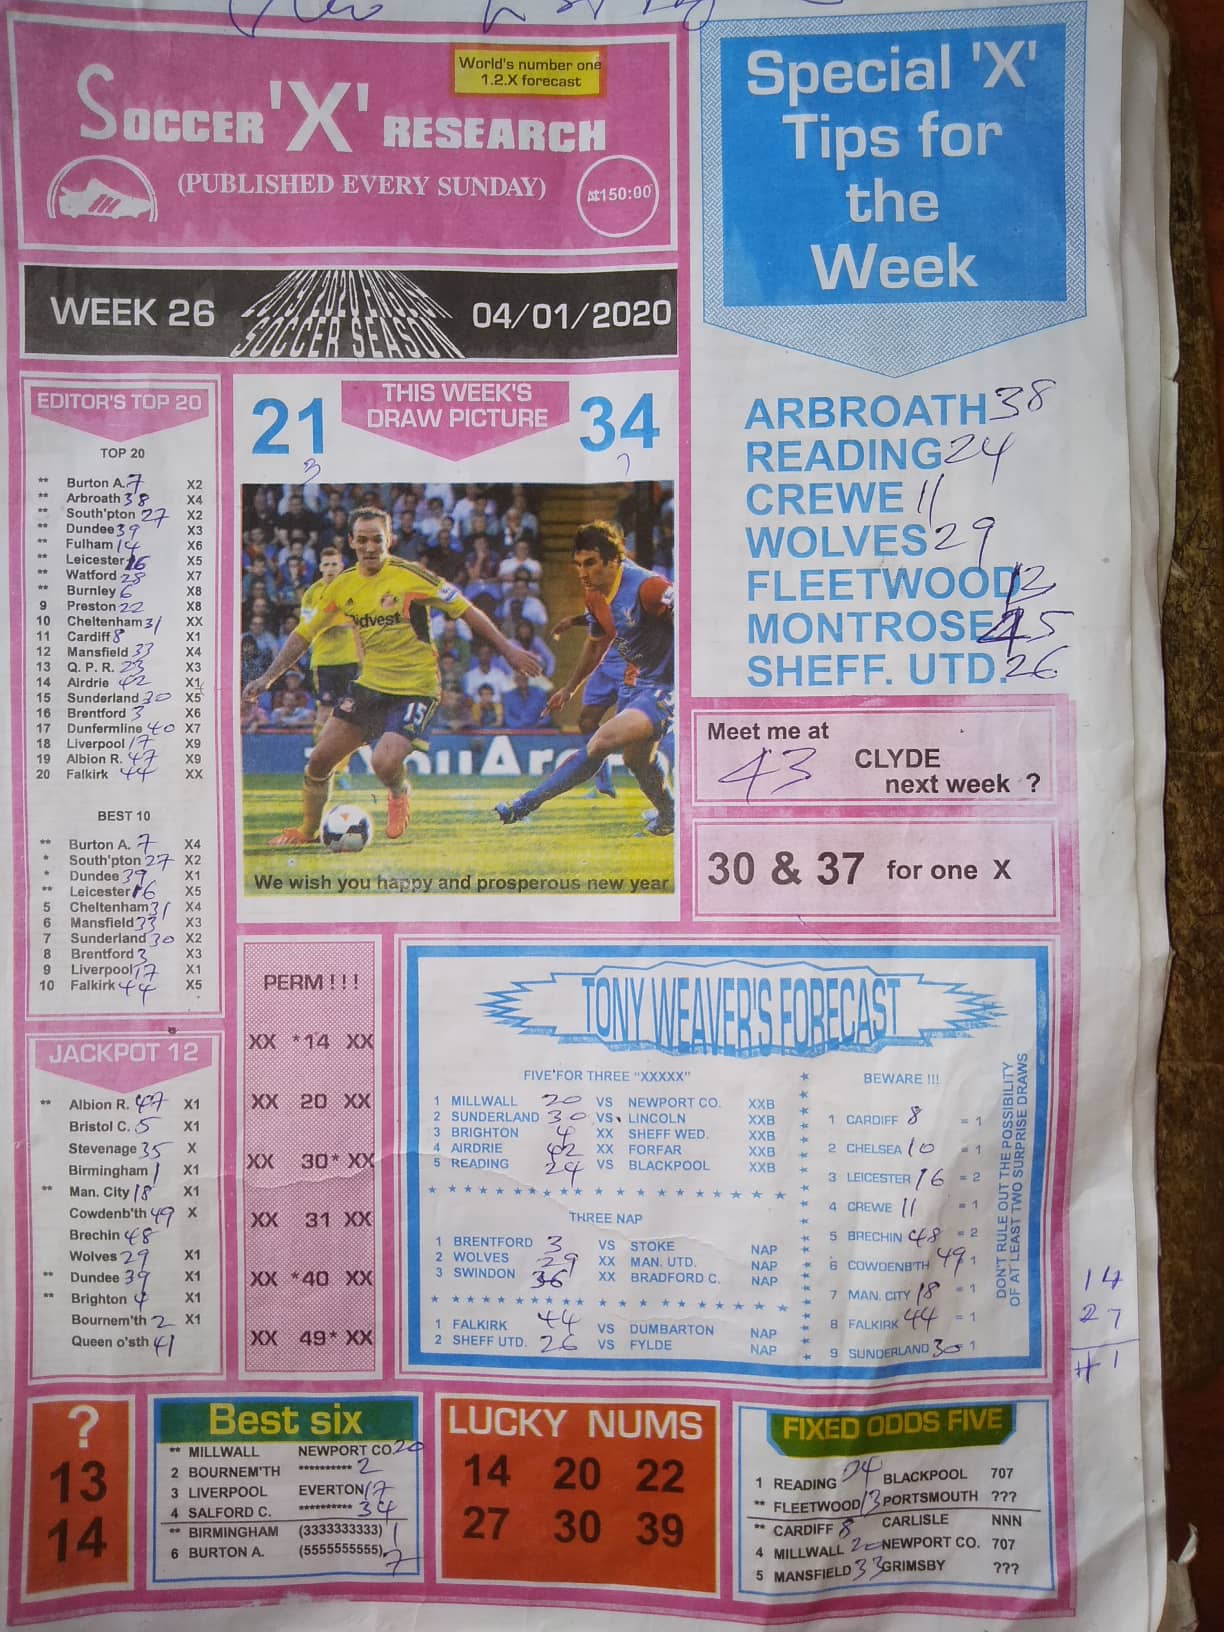 World's number one
1.2.X forecast
SOCCER 'X' RESEARCH
(PUBLISHED EVERY SUNDAY)
₦150:00
WEEK 26
2019/2020 ENGLISH
SOCCER SEASON
04/01/2020
Special 'X'
Tips for
the
Week
ARBROATH 38
READING 24
CREWE 11
WOLVES 29
FLEETWOOD 13
MONTROSE 45
SHEFF. UTD. 26
EDITOR'S TOP 20
TOP 20
** Burton A. 7 X2
** Arbroath 38 X4
** South'pton 27 X2
** Dundee 39 X3
** Fulham 14 X6
** Leicester 16 X5
** Watford 28 X7
** Burnley 6 X8
9 Preston 22 X8
10 Cheltenham 31 XX
11 Cardiff 8 X1
12 Mansfield 33 X4
13 Q. P. R. 23 X3
14 Airdrie 42 X1
15 Sunderland 30 X5
16 Brentford 3 X6
17 Dunfermline 40 X7
18 Liverpool 17 X9
19 Albion R. 47 X9
20 Falkirk 44 XX
BEST 10
** Burton A. 7 X4
* South'pton 27 X2
* Dundee 39 X1
** Leicester 16 X5
5 Cheltenham 31 X4
6 Mansfield 33 X3
7 Sunderland 30 X2
8 Brentford 3 X3
9 Liverpool 17 X1
10 Falkirk 44 X5
21
THIS WEEK'S
DRAW PICTURE
34
3
15
We wish you happy and prosperous new year
Meet me at
43 CLYDE
next week ?
30 & 37 for one X
JACKPOT 12
** Albion R. 47 X1
Bristol C. 5 X1
Stevenage 35 X
Birmingham 1 X1
** Man. City 18 X1
Cowdenb'th 49 X
Brechin 48
Wolves 29 X1
** Dundee 39 X1
** Brighton 4 X1
Bournem'th 2 X1
Queen o'sth 41
PERM ! ! !
XX *14 XX
XX 20 XX
XX 30* XX
XX 31 XX
XX *40 XX
XX 49* XX
TONY WEAVER'S FORECAST
FIVE FOR THREE "XXXXX"
1 MILLWALL 20 VS NEWPORT CO. XXB
2 SUNDERLAND 30 VS LINCOLN XXB
3 BRIGHTON 4 XX SHEFF WED. XXB
4 AIRDRIE 42 XX FORFAR XXB
5 READING 24 VS BLACKPOOL XXB
THREE NAP
1 BRENTFORD 3 VS STOKE NAP
2 WOLVES 29 XX MAN. UTD. NAP
3 SWINDON 36 XX BRADFORD C. NAP
1 FALKIRK 44 VS DUMBARTON NAP
2 SHEFF UTD. 26 VS FYLDE NAP
BEWARE !!!
1 CARDIFF 8 = 1
2 CHELSEA 10 = 1
3 LEICESTER 16 = 2
4 CREWE 11 = 1
5 BRECHIN 48 = 2
6 COWDENB'TH 49 1
7 MAN. CITY 18 = 1
8 FALKIRK 44 = 1
9 SUNDERLAND 30 = 1
DON'T RULE OUT THE POSSIBILITY
OF AT LEAST TWO SURPRISE DRAWS
14
27
41
?
13
14
Best six
** MILLWALL NEWPORT CO 20
2 BOURNEM'TH ********** 2
3 LIVERPOOL EVERTON 17
4 SALFORD C. ********** 34
** BIRMINGHAM (3333333333) 1
6 BURTON A. (5555555555) 7
LUCKY NUMS
14 20 22
27 30 39
FIXED ODDS FIVE
1 READING 24 BLACKPOOL 707
** FLEETWOOD 13 PORTSMOUTH ???
** CARDIFF 8 CARLISLE NNN
4 MILLWALL 20 NEWPORT CO. 707
5 MANSFIELD 33 GRIMSBY ???